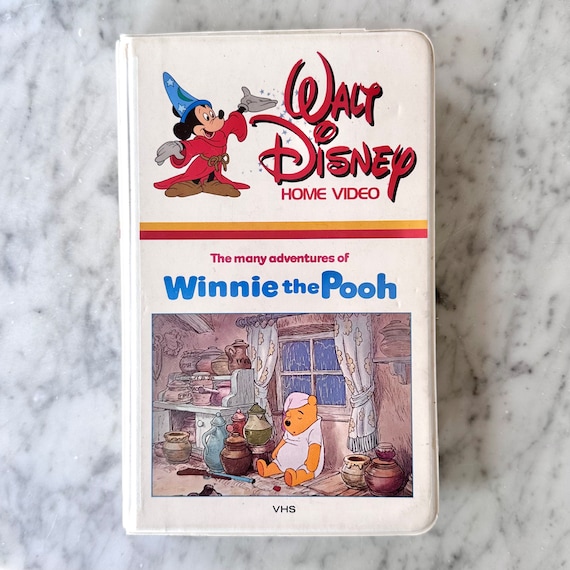 WALT
DISNEY
HOME VIDEO
The many adventures of
Winnie the Pooh
VHS